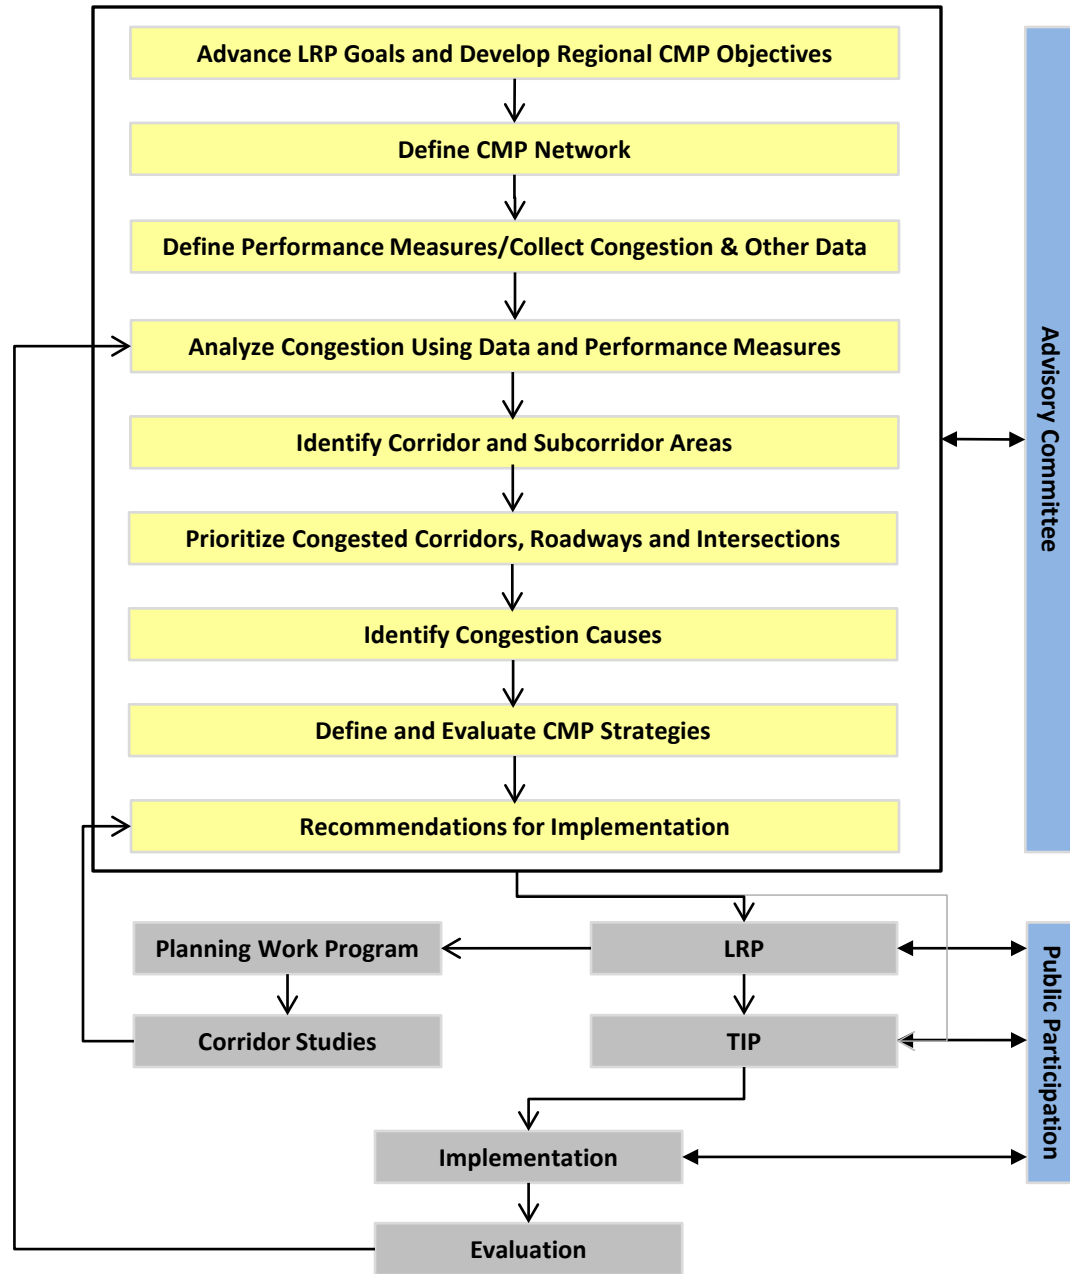 Advance LRP Goals and Develop Regional CMP Objectives
Define CMP Network
Define Performance Measures/Collect Congestion & Other Data
Analyze Congestion Using Data and Performance Measures
Identify Corridor and Subcorridor Areas
Prioritize Congested Corridors, Roadways and Intersections
Identify Congestion Causes
Define and Evaluate CMP Strategies
Recommendations for Implementation
Advisory Committee
Planning Work Program
LRP
Corridor Studies
TIP
Public Participation
Implementation
Evaluation